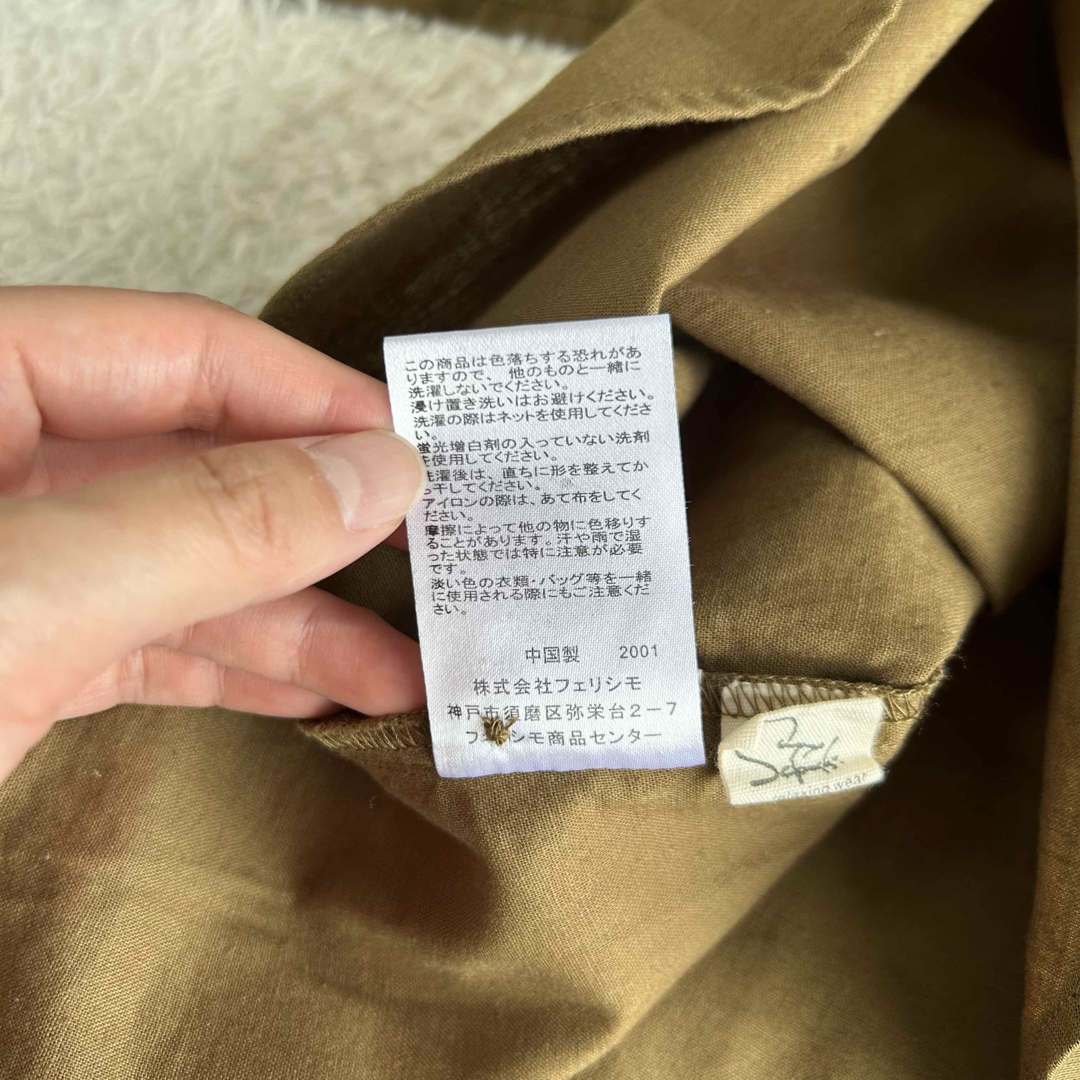 この商品は色落ちする恐れがあ
りますので、他のものと一緒に
洗濯しないでください。
浸け置き洗いはお避けください。
洗濯の際はネットを使用してくださ
い。
蛍光増白剤の入っていない洗剤
を使用してください。
洗濯後は、直ちに形を整えてか
ら干してください。
アイロンの際は、あて布をしてく
ださい。
摩擦によって他の物に色移りす
ることがあります。汗や雨で湿
った状態では特に注意が必要
です。
淡い色の衣類・バッグ等を一緒
に使用される際にもご注意くだ
さい。
中国製 2001
株式会社フェリシモ
神戸市須磨区弥栄台2-7
フェリシモ商品センター